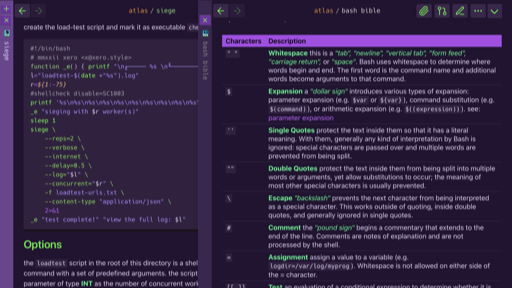 siege
atlas / siege
create the load-test script and mark it as executable
#!/bin/bash
# mmxxii xero <x@xero.style>
function _e() { printf
l="loadtest-$(date +"%s").log"
r=${1:-75}
#shellcheck disable=SC1003
printf
_e "sieging with $r worker(s)"
sleep 1
siege \
--reps=2 \
--verbose \
--internet \
--delay=0.5 \
--log="$l" \
--concurrent="$r" \
-f loadtest-urls.txt \
--content-type "application/json" \
2>&1
_e "test complete!" "view the full log: $l"
Options
the loadtest script in the root of this directory is a shel
command with a set of predefined arguments. the script
parameter of type INT as the number of concurrent work
bash bible
atlas / bash bible
Characters Description
" " Whitespace this is a "tab", "newline", "vertical tab", "form feed",
"carriage return", or "space". Bash uses whitespace to determine where
words begin and end. The first word is the command name and additional
words become arguments to that command.
$ Expansion a "dollar sign" introduces various types of expansion:
parameter expansion (e.g. $var or ${var}), command substitution (e.g.
$(command)), or arithmetic expansion (e.g. $((expression))). see:
parameter expansion
' ' Single Quotes protect the text inside them so that it has a literal
meaning. With them, generally any kind of interpretation by Bash is
ignored: special characters are passed over and multiple words are
prevented from being split.
"" Double Quotes protect the text inside them from being split into multiple
words or arguments, yet allow substitutions to occur; the meaning of
most other special characters is usually prevented.
\ Escape "backslash" prevents the next character from being interpreted
as a special character. This works outside of quoting, inside double
quotes, and generally ignored in single quotes.
# Comment the "pound sign" begins a commentary that extends to the
end of the line. Comments are notes of explanation and are not
processed by the shell.
= Assignment assign a value to a variable (e.g.
logdir=/var/log/myprog). Whitespace is not allowed on either side of
the = character.
[[ ]] Test an evaluation of a conditional expression to determine whether it is